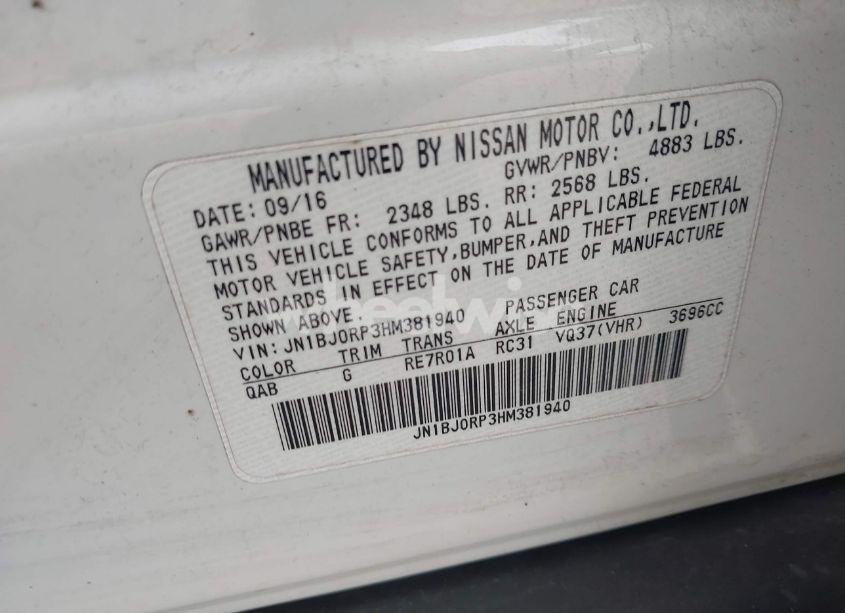 MANUFACTURED BY NISSAN MOTOR CO.,LTD.
DATE: 09/16 GVWR/PNBV: 4883 LBS.
GAWR/PNBE FR: 2348 LBS. RR: 2568 LBS.
THIS VEHICLE CONFORMS TO ALL APPLICABLE FEDERAL
MOTOR VEHICLE SAFETY,BUMPER,AND THEFT PREVENTION
STANDARDS IN EFFECT ON THE DATE OF MANUFACTURE
SHOWN ABOVE.
VIN: JN1BJ0RP3HM381940 PASSENGER CAR
COLOR TRIM TRANS AXLE ENGINE
QAB G RE7R01A RC31 VQ37(VHR) 3696CC
JN1BJ0RP3HM381940